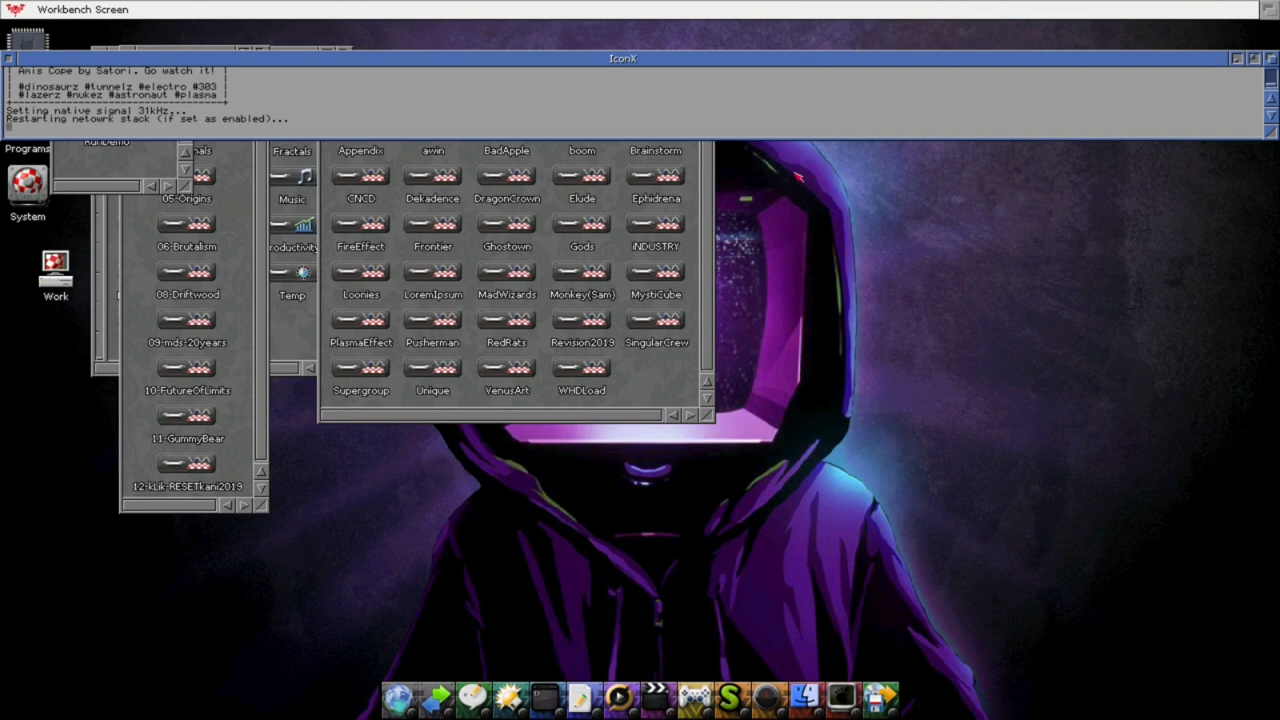 Workbench Screen
IconX
| Amis Cope by Satori. Go watch it! |
| #dinosaurz #tunnelz #electro #303 |
| #lazerz #nukez #astronaut #plasma |
+-----------------------------------+
Setting native signal 31kHz...
Restarting netowrk stack (if set as enabled)...
Programs
RunDemo
nals
Fractals
Appendix
awin
BadApple
boom
Brainstorm
System
05-Origins
Music
CNCD
Dekadence
DragonCrown
Elude
Ephidrena
06-Brutalism
roductivity
FireEffect
Frontier
Ghostown
Gods
iNDUSTRY
Work
08-Driftwood
Temp
Loonies
LoremIpsum
MadWizards
Monkey(Sam)
MystiCube
09-mds-20years
PlasmaEffect
Pusherman
RedRats
Revision2019
SingularCrew
10-FutureOfLimits
Supergroup
Unique
VenusArt
WHDLoad
11-GummyBear
12-kLik-RESETkani2019